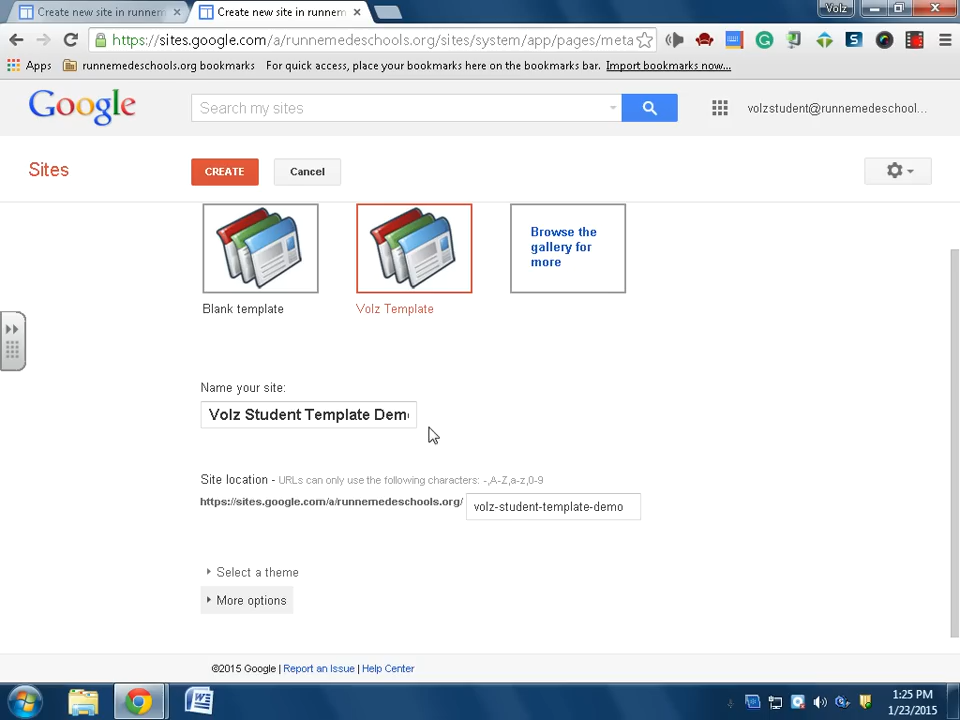 Create new site in runnem
Create new site in runnem
Volz
https://sites.google.com/a/runnemedeschools.org/sites/system/app/pages/meta
Apps runnemedeschools.org bookmarks For quick access, place your bookmarks here on the bookmarks bar. Import bookmarks now...
Google
Search my sites
volzstudent@runnemedeschool...
Sites
CREATE
Cancel
Browse the
gallery for
more
Blank template
Volz Template
Name your site:
Volz Student Template Dem
Site location - URLs can only use the following characters: -,A-Z,a-z,0-9
https://sites.google.com/a/runnemedeschools.org/
volz-student-template-demo
Select a theme
More options
©2015 Google | Report an Issue | Help Center
1:25 PM
1/23/2015